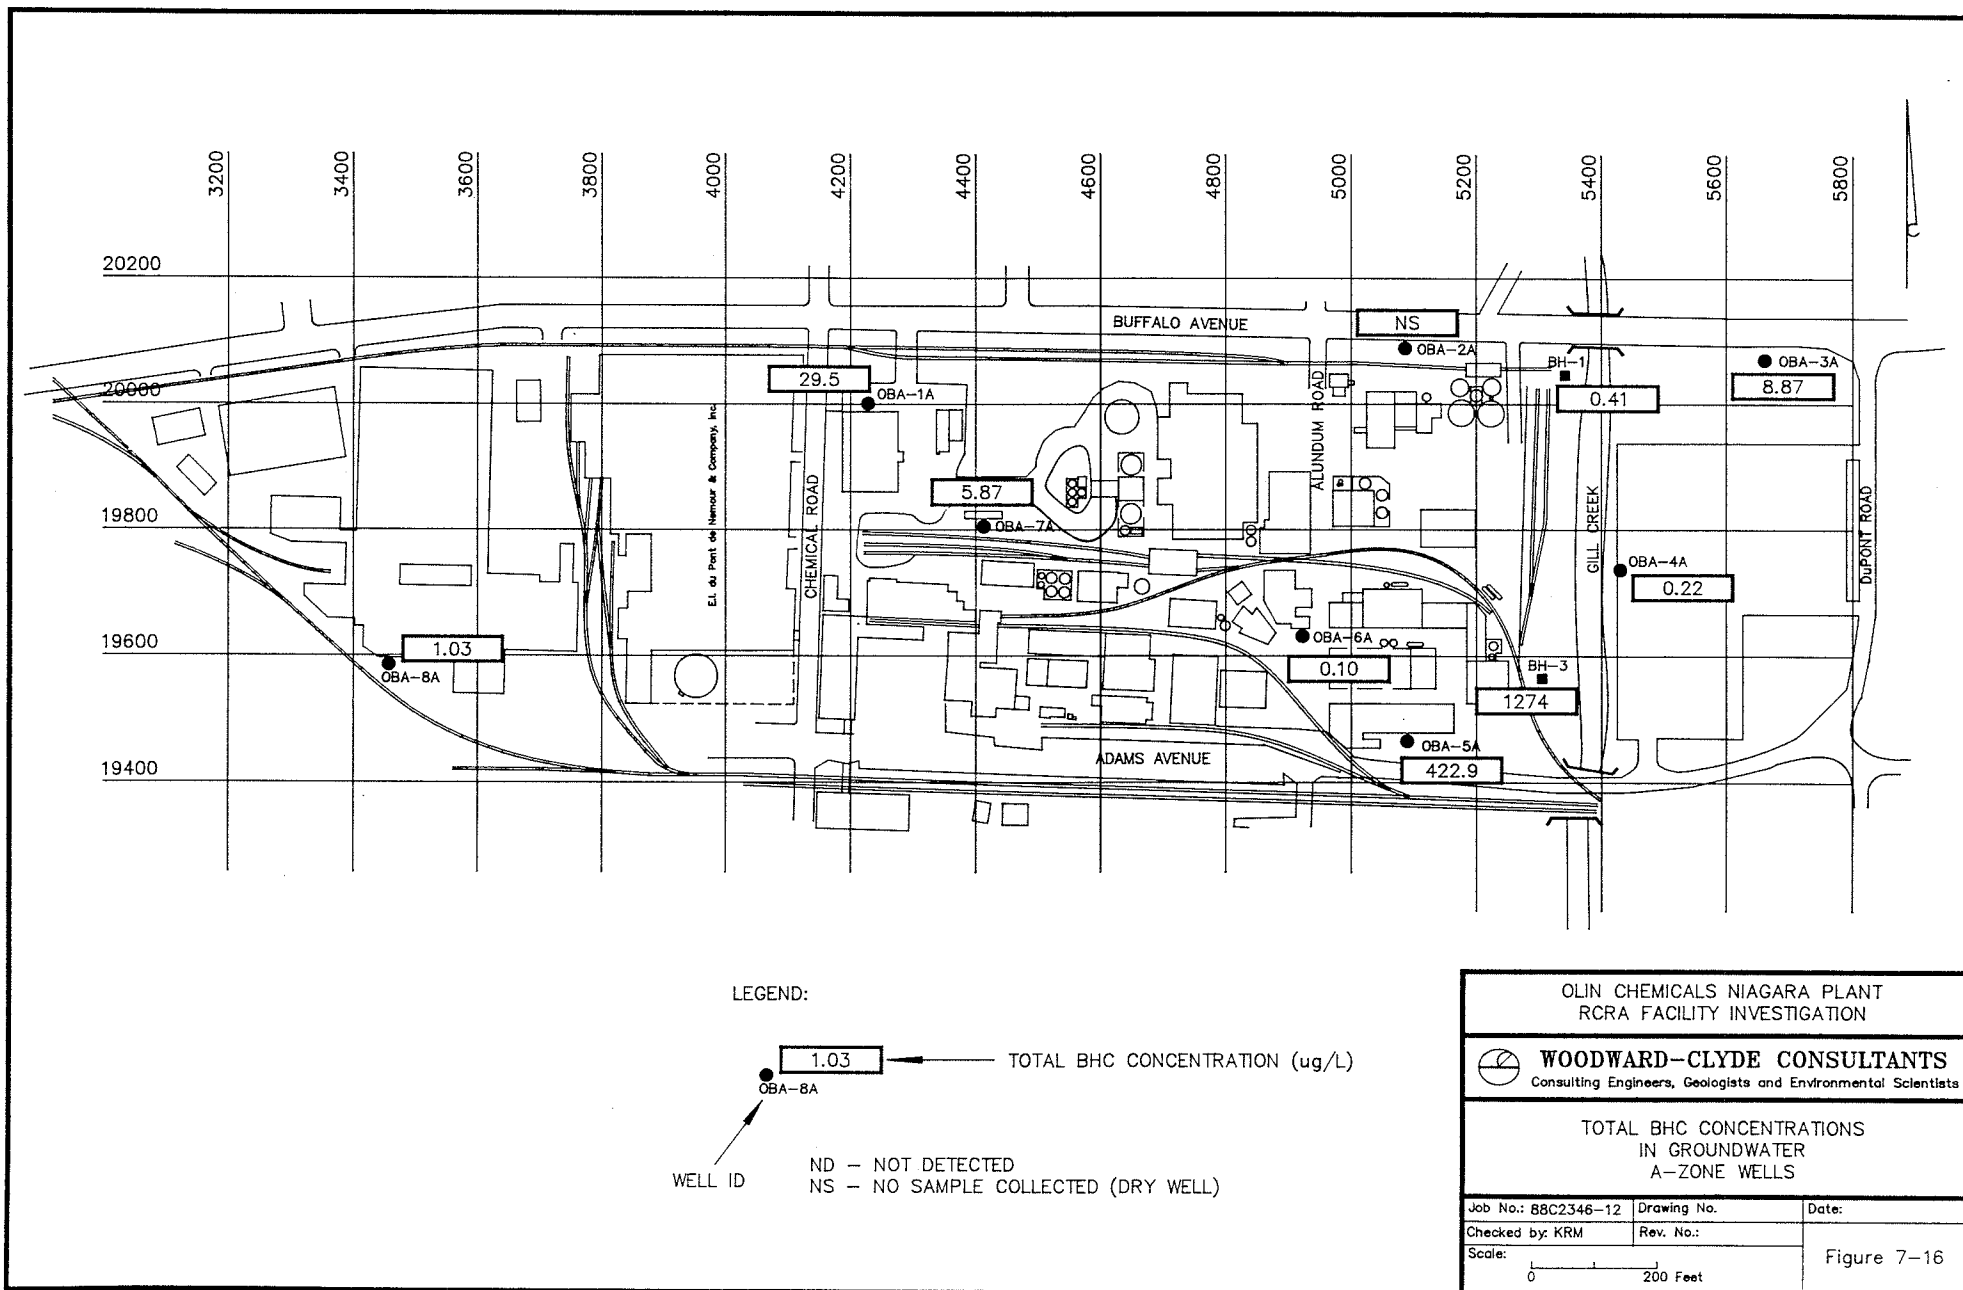 3200
3400
3600
3800
4000
4200
4400
4600
4800
5000
5200
5400
5600
5800
20200
BUFFALO AVENUE
NS
OBA-2A
BH-1
OBA-3A
29.5
8.87
20000
OBA-1A
0.41
E.I. du Pont de Nemour & Company, Inc.
CHEMICAL ROAD
ALUNDUM ROAD
GILL CREEK
DuPONT ROAD
5.87
OBA-7A
19800
OBA-4A
0.22
19600
1.03
OBA-8A
OBA-6A
0.10
BH-3
1274
OBA-5A
ADAMS AVENUE
422.9
19400
LEGEND:
1.03
TOTAL BHC CONCENTRATION (ug/L)
OBA-8A
WELL ID
ND - NOT DETECTED
NS - NO SAMPLE COLLECTED (DRY WELL)
OLIN CHEMICALS NIAGARA PLANT
RCRA FACILITY INVESTIGATION
WOODWARD-CLYDE CONSULTANTS
Consulting Engineers, Geologists and Environmental Scientists
TOTAL BHC CONCENTRATIONS
IN GROUNDWATER
A-ZONE WELLS
Job No.: 88C2346-12
Drawing No.
Date:
Checked by: KRM
Rev. No.:
Scale:
0
200 Feet
Figure 7-16